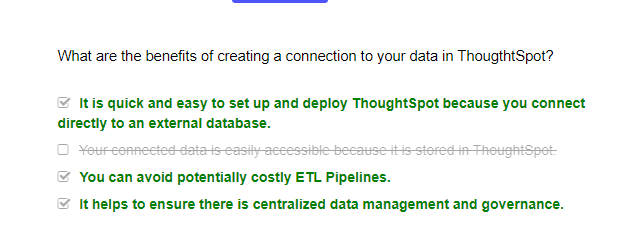 What are the benefits of creating a connection to your data in ThougthtSpot?
It is quick and easy to set up and deploy ThoughtSpot because you connect
directly to an external database.
Your connected data is easily accessible because it is stored in ThoughtSpot.
You can avoid potentially costly ETL Pipelines.
It helps to ensure there is centralized data management and governance.